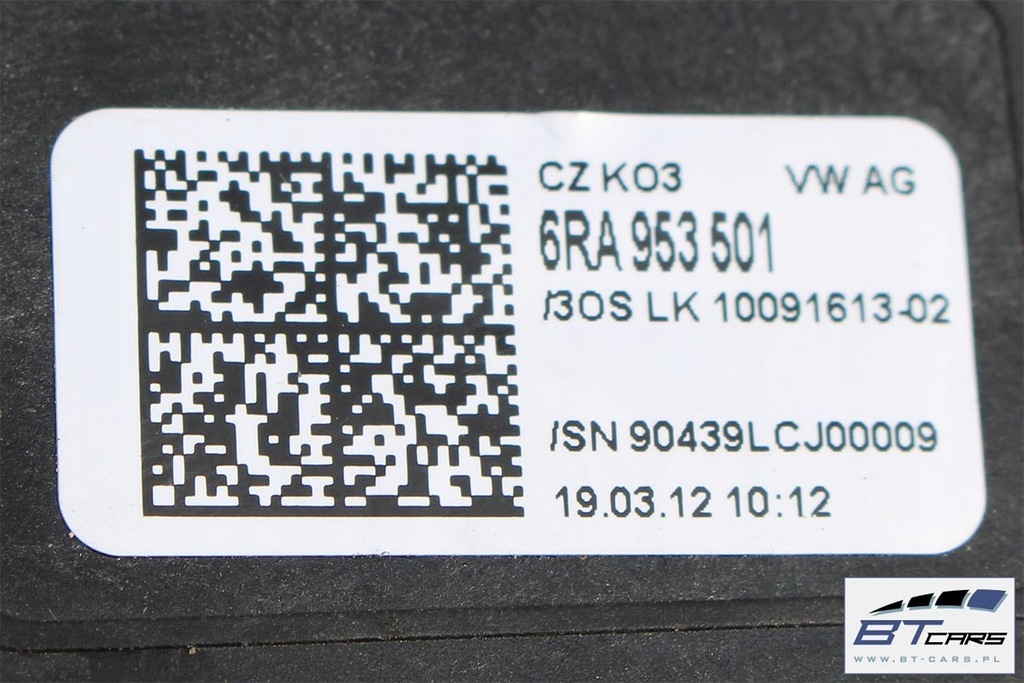 CZ K03 VW AG
6RA 953 501
/3OS LK 10091613-02
/SN 90439LCJ00009
19.03.12 10:12
BT CARS
WWW.BT-CARS.PL